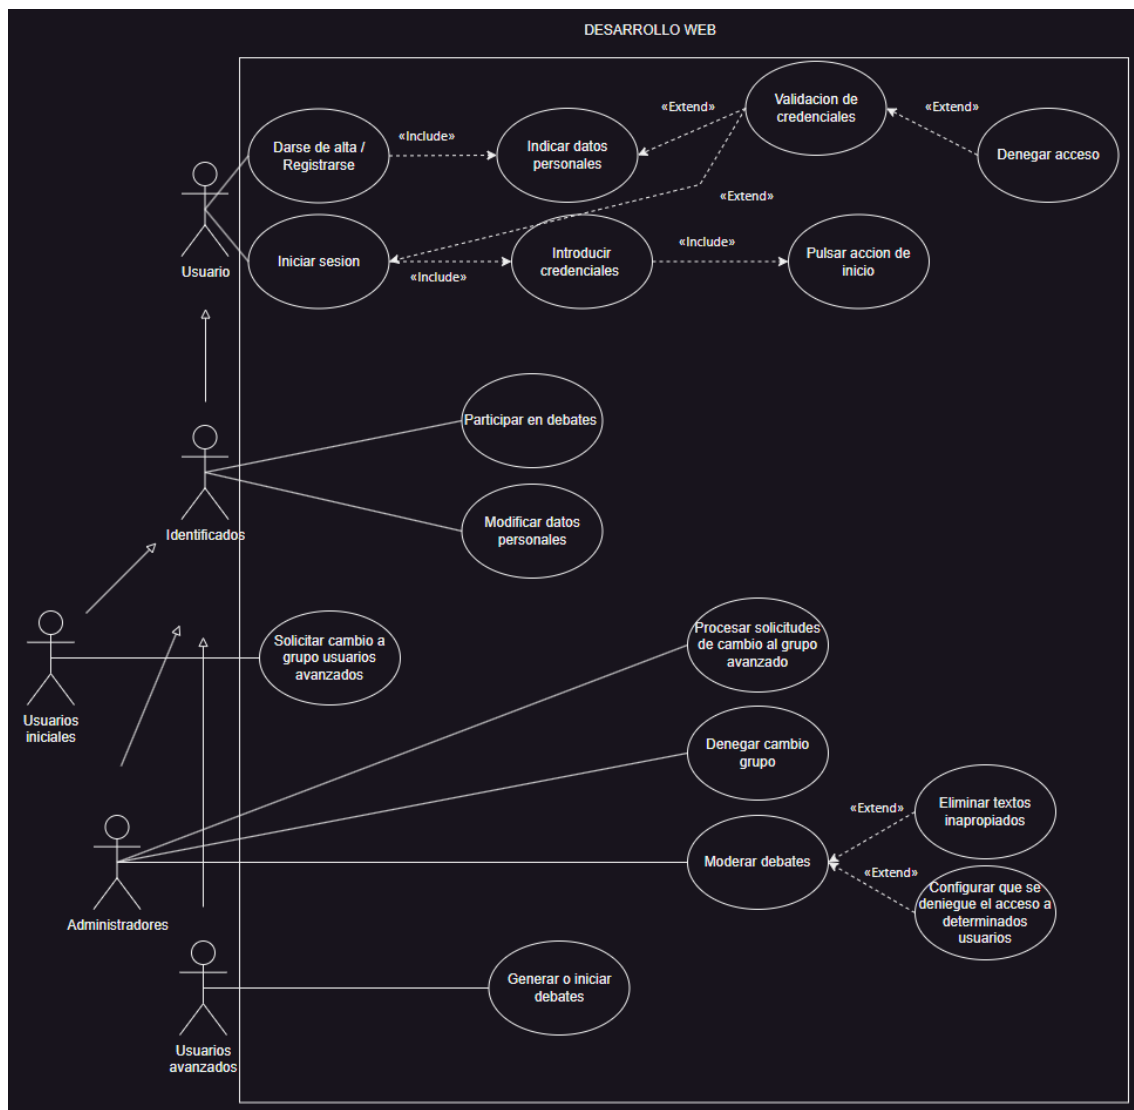 DESARROLLO WEB
Validacion de
credenciales
«Extend»
«Extend»
Darse de alta /
Registrarse
«Include»
Indicar datos
personales
Denegar acceso
«Extend»
Usuario
Iniciar sesion
«Include»
Introducir
credenciales
«Include»
Pulsar accion de
inicio
Participar en debates
Identificados
Modificar datos
personales
Usuarios
iniciales
Solicitar cambio a
grupo usuarios
avanzados
Procesar solicitudes
de cambio al grupo
avanzado
Denegar cambio
grupo
Administradores
Moderar debates
«Extend»
Eliminar textos
inapropiados
«Extend»
Configurar que se
deniegue el acceso a
determinados
usuarios
Usuarios
avanzados
Generar o iniciar
debates